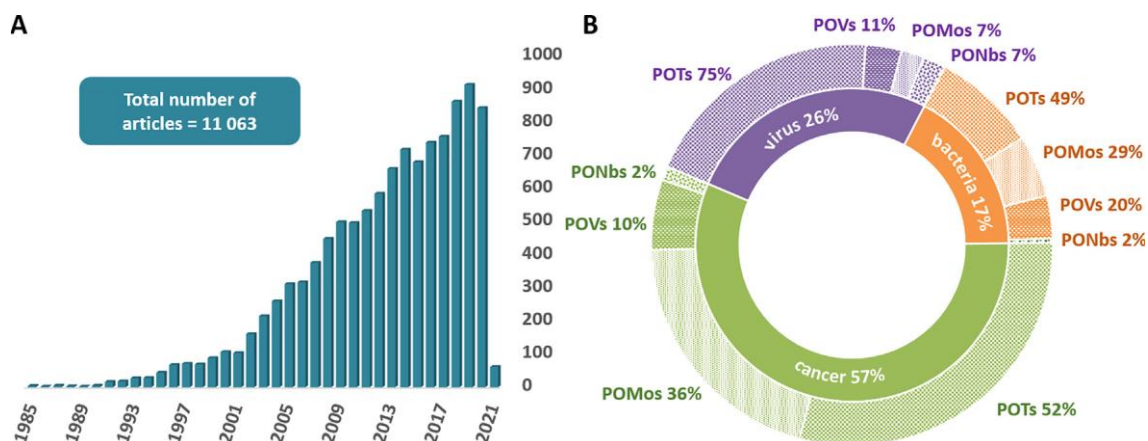 A
Total number of
articles = 11 063
1000
900
800
700
600
500
400
300
200
100
0
1985
1989
1993
1997
2001
2005
2009
2013
2017
2021
B
POVs 11%
POMos 7%
PONbs 7%
POTs 75%
POTs 49%
virus 26%
bacteria 17%
POMos 29%
PONbs 2%
POVs 10%
POVs 20%
PONbs 2%
cancer 57%
POMos 36%
POTs 52%